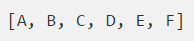 [A, B, C, D, E, F]